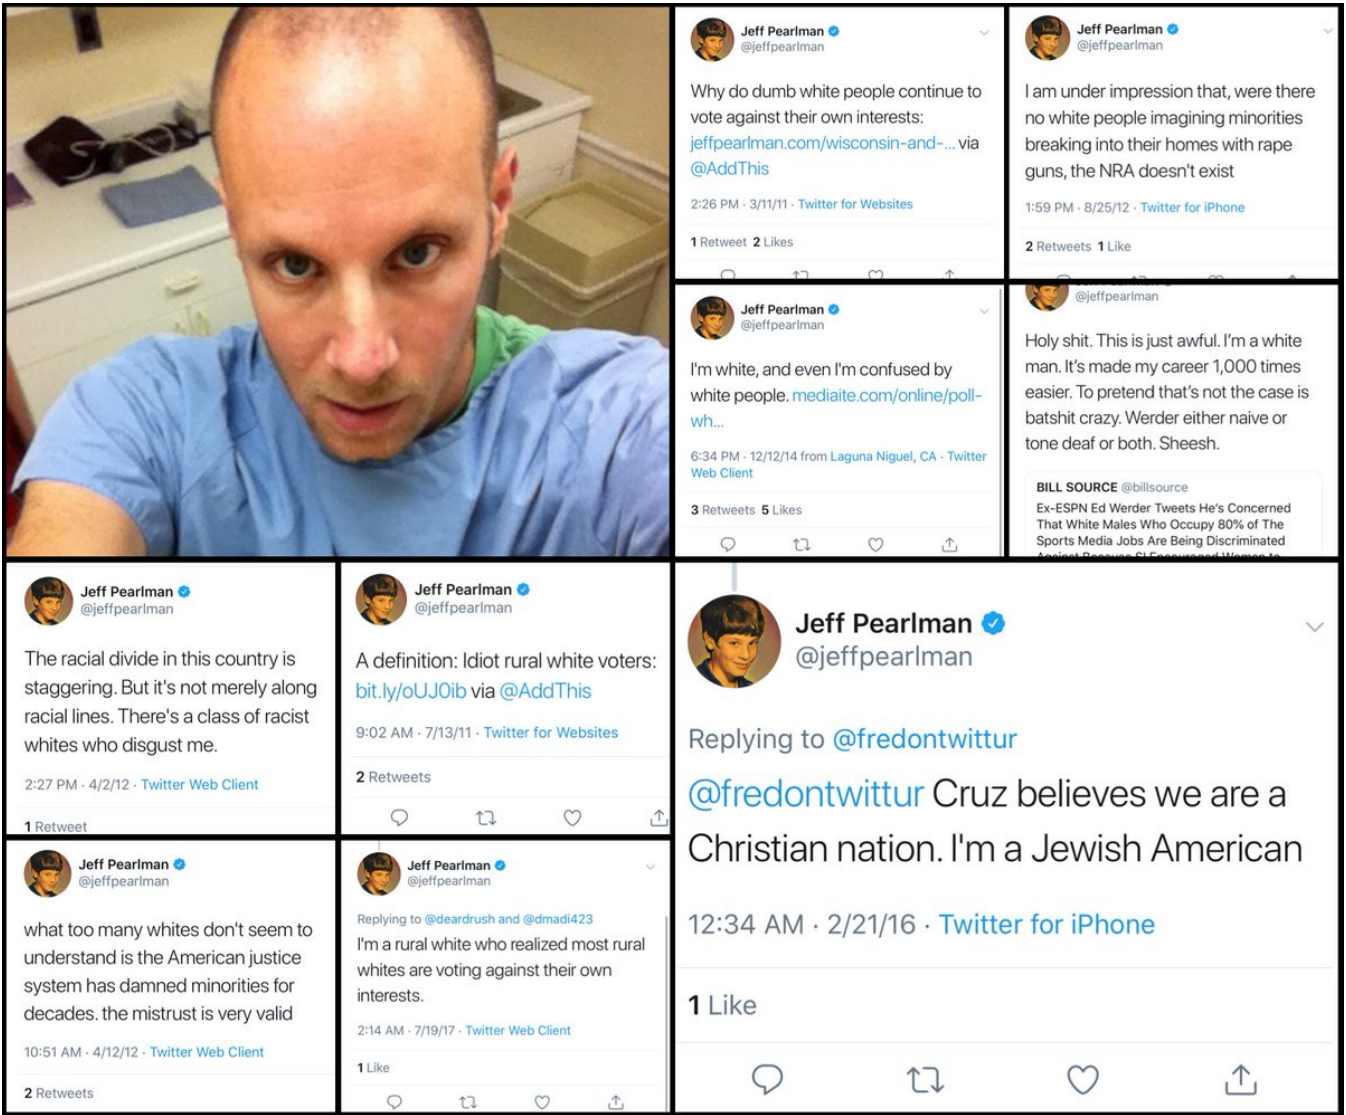 Jeff Pearlman
@jeffpearlman
Why do dumb white people continue to
vote against their own interests:
jeffpearlman.com/wisconsin-and-... via
@AddThis
2:26 PM · 3/11/11 · Twitter for Websites
1 Retweet 2 Likes
Jeff Pearlman
@jeffpearlman
I am under impression that, were there
no white people imagining minorities
breaking into their homes with rape
guns, the NRA doesn't exist
1:59 PM · 8/25/12 · Twitter for iPhone
2 Retweets 1 Like
Jeff Pearlman
@jeffpearlman
I'm white, and even I'm confused by
white people. mediaite.com/online/poll-
wh...
6:34 PM · 12/12/14 from Laguna Niguel, CA · Twitter
Web Client
3 Retweets 5 Likes
@jeffpearlman
Holy shit. This is just awful. I'm a white
man. It's made my career 1,000 times
easier. To pretend that's not the case is
batshit crazy. Werder either naive or
tone deaf or both. Sheesh.
BILL SOURCE @billsource
Ex-ESPN Ed Werder Tweets He's Concerned
That White Males Who Occupy 80% of The
Sports Media Jobs Are Being Discriminated
Against Because SI Encouraged Women to
Jeff Pearlman
@jeffpearlman
The racial divide in this country is
staggering. But it's not merely along
racial lines. There's a class of racist
whites who disgust me.
2:27 PM · 4/2/12 · Twitter Web Client
1 Retweet
Jeff Pearlman
@jeffpearlman
A definition: Idiot rural white voters:
bit.ly/oUJ0ib via @AddThis
9:02 AM · 7/13/11 · Twitter for Websites
2 Retweets
Jeff Pearlman
@jeffpearlman
Replying to @fredontwittur
@fredontwittur Cruz believes we are a
Christian nation. I'm a Jewish American
12:34 AM · 2/21/16 · Twitter for iPhone
1 Like
Jeff Pearlman
@jeffpearlman
what too many whites don't seem to
understand is the American justice
system has damned minorities for
decades. the mistrust is very valid
10:51 AM · 4/12/12 · Twitter Web Client
2 Retweets
Jeff Pearlman
@jeffpearlman
Replying to @deardrush and @dmadi423
I'm a rural white who realized most rural
whites are voting against their own
interests.
2:14 AM · 7/19/17 · Twitter Web Client
1 Like